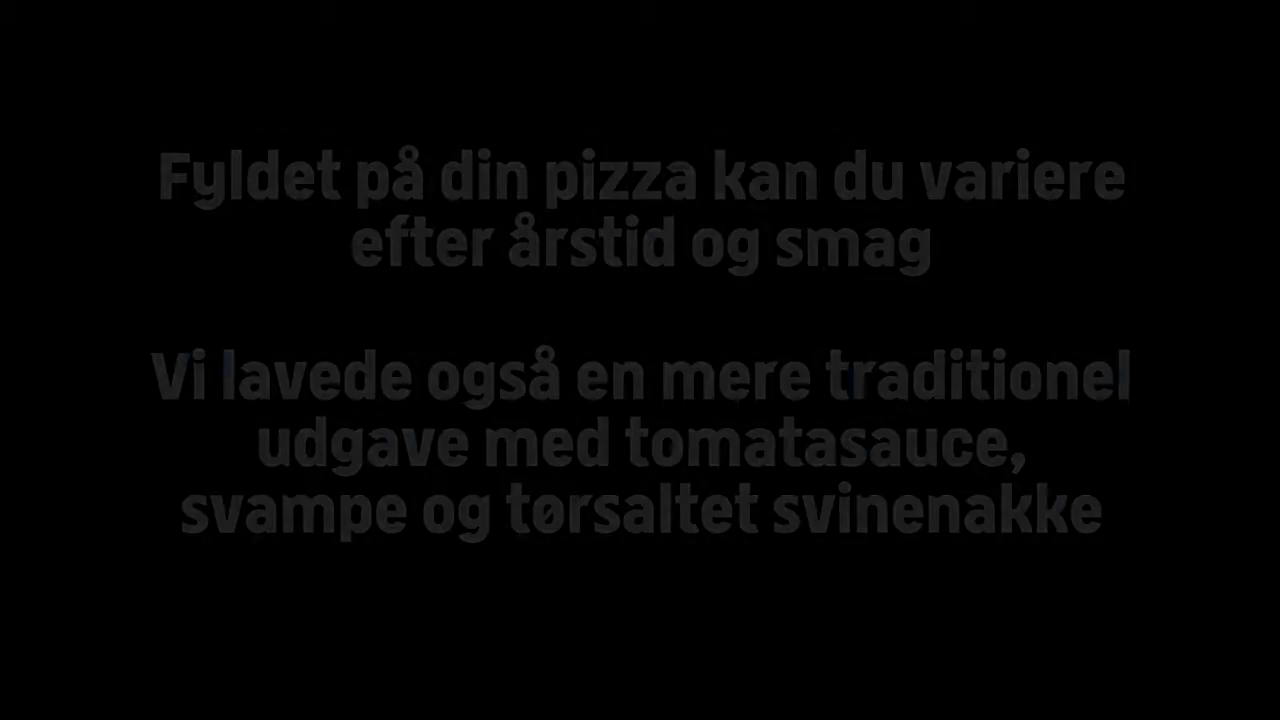 Fyldet på din pizza kan du variere
efter årstid og smag
Vi lavede også en mere traditionel
udgave med tomatasauce,
svampe og tørsaltet svinenakke